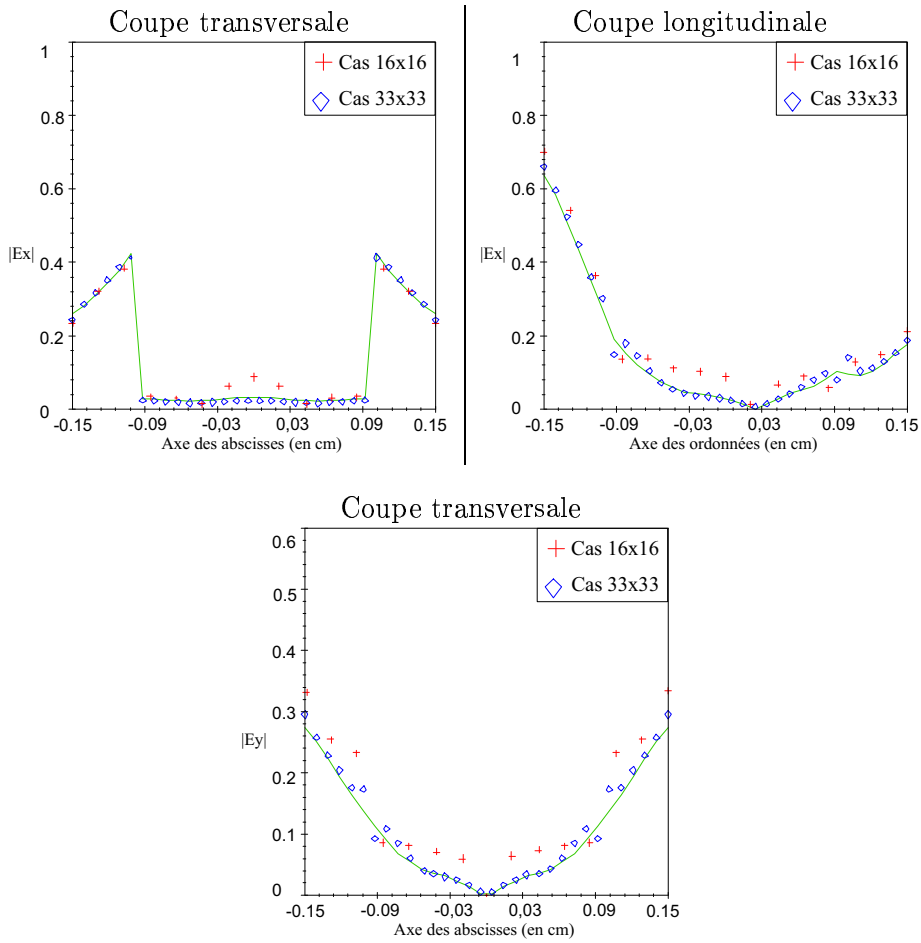 Coupe transversale
1
0.8
0.6
|Ex|
0.4
0.2
0
-0.15 -0.09 -0,03 0.03 0.09 0.15
Axe des abscisses (en cm)
Cas 16x16
Cas 33x33
Coupe longitudinale
1
0.8
0.6
|Ex|
0.4
0.2
0
-0.15 -0.09 -0,03 0.03 0.09 0.15
Axe des ordonnées (en cm)
Cas 16x16
Cas 33x33
Coupe transversale
0.6
0.5
0.4
0.3
|Ey|
0.2
0.1
0
-0.15 -0.09 -0,03 0.03 0.09 0.15
Axe des abscisses (en cm)
Cas 16x16
Cas 33x33